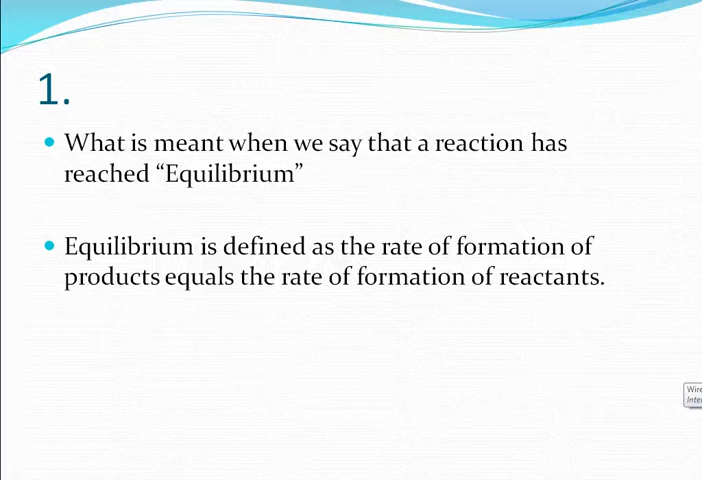 1.
What is meant when we say that a reaction has
reached “Equilibrium”
Equilibrium is defined as the rate of formation of
products equals the rate of formation of reactants.